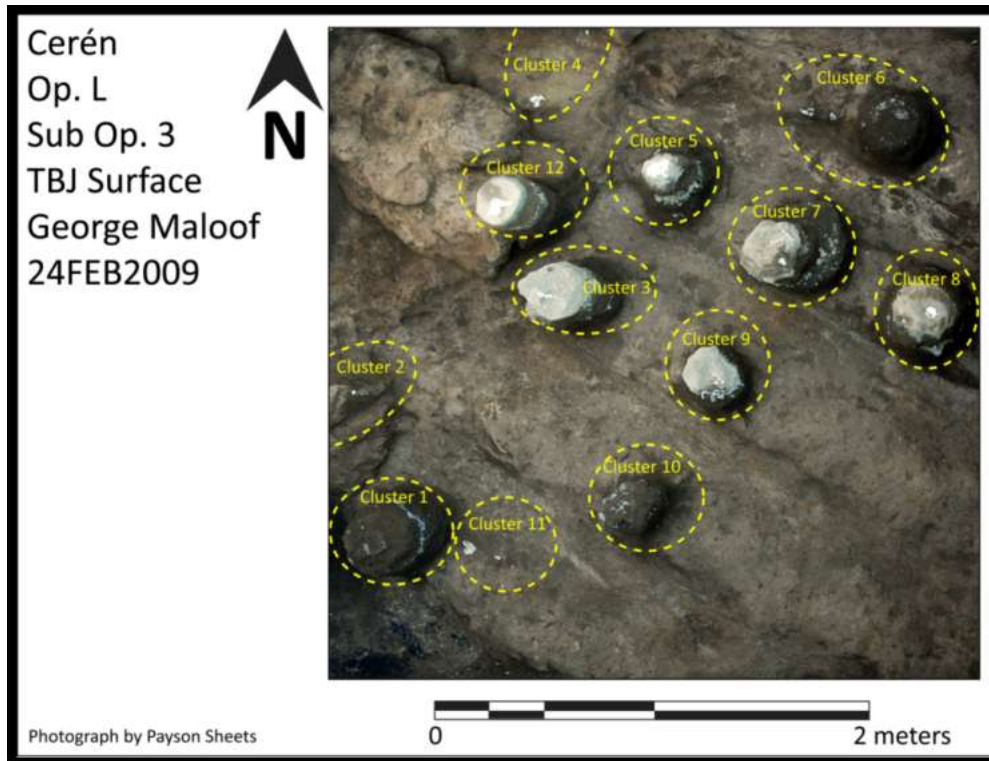 Cerén
Op. L
Sub Op. 3
TBJ Surface
George Maloof
24FEB2009
N
Cluster 4
Cluster 6
Cluster 5
Cluster 12
Cluster 7
Cluster 8
Cluster 3
Cluster 9
Cluster 2
Cluster 10
Cluster 1
Cluster 11
Photograph by Payson Sheets
0
2 meters